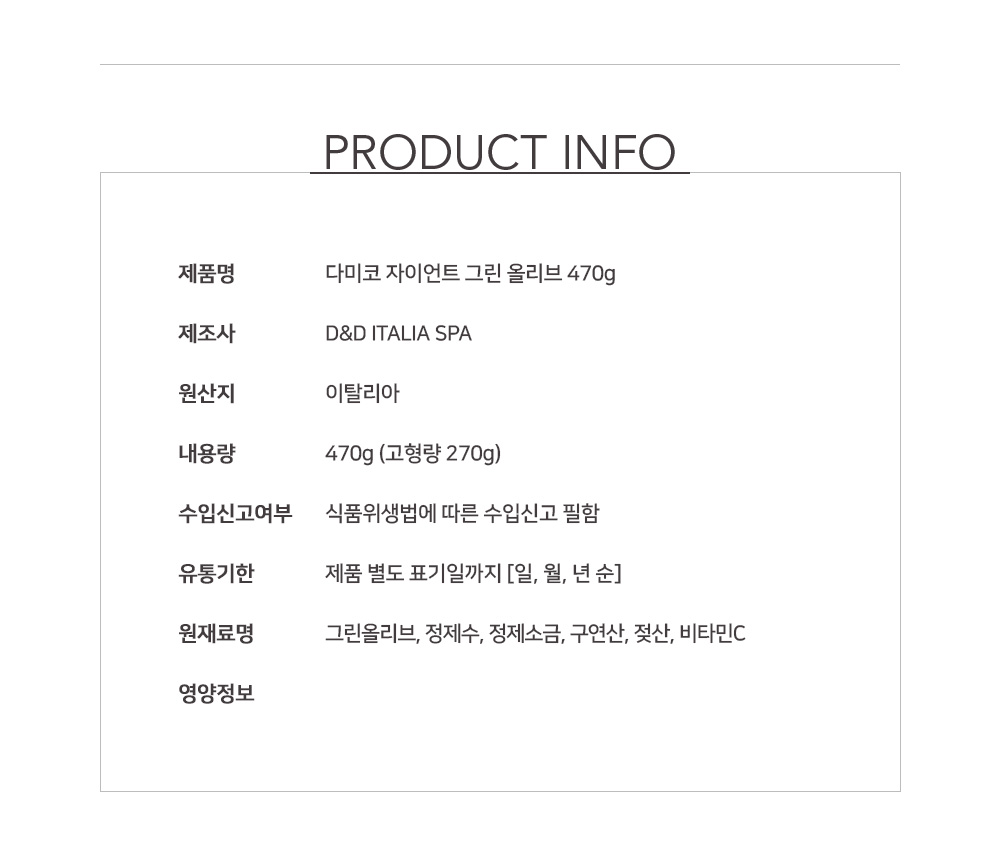 PRODUCT INFO
제품명 다미코 자이언트 그린 올리브 470g
제조사 D&D ITALIA SPA
원산지 이탈리아
내용량 470g (고형량 270g)
수입신고여부 식품위생법에 따른 수입신고 필함
유통기한 제품 별도 표기일까지 [일, 월, 년 순]
원재료명 그린올리브, 정제수, 정제소금, 구연산, 젖산, 비타민C
영양정보